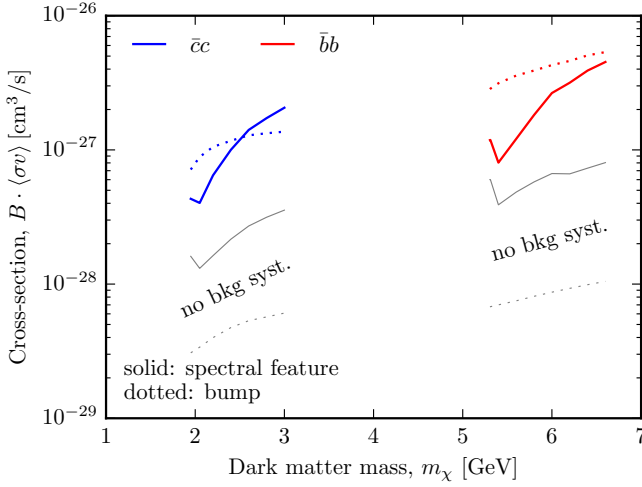 10⁻²⁶
c̄c
b̄b
10⁻²⁷
10⁻²⁸
10⁻²⁹
Cross-section, B · ⟨σv⟩ [cm³/s]
no bkg syst.
no bkg syst.
solid: spectral feature
dotted: bump
1 2 3 4 5 6 7
Dark matter mass, mχ [GeV]